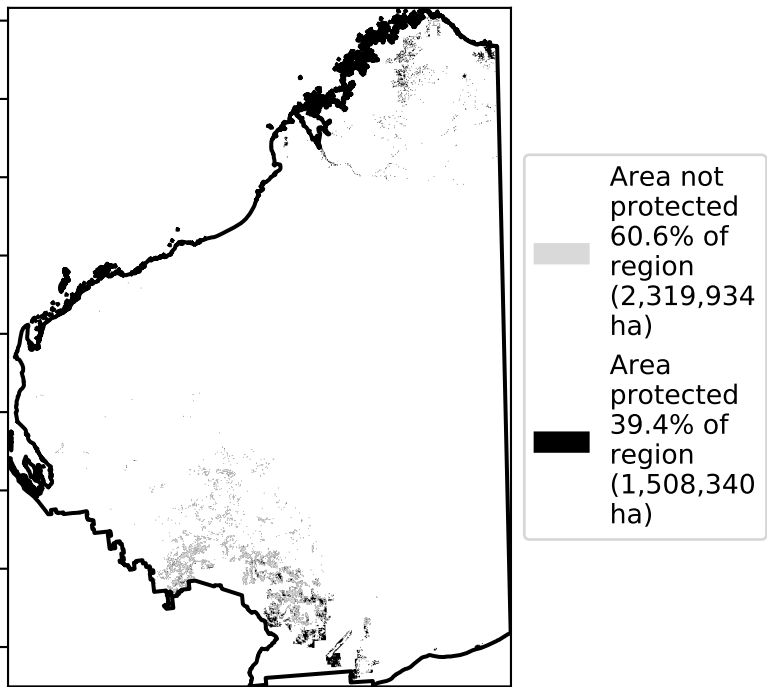 Area not
protected
60.6% of
region
(2,319,934
ha)
Area
protected
39.4% of
region
(1,508,340
ha)